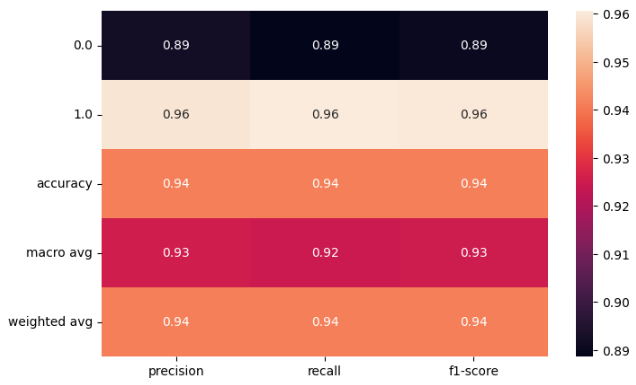 0.0 0.89 0.89 0.89
1.0 0.96 0.96 0.96
accuracy 0.94 0.94 0.94
macro avg 0.93 0.92 0.93
weighted avg 0.94 0.94 0.94
precision recall f1-score
0.96
0.95
0.94
0.93
0.92
0.91
0.90
0.89